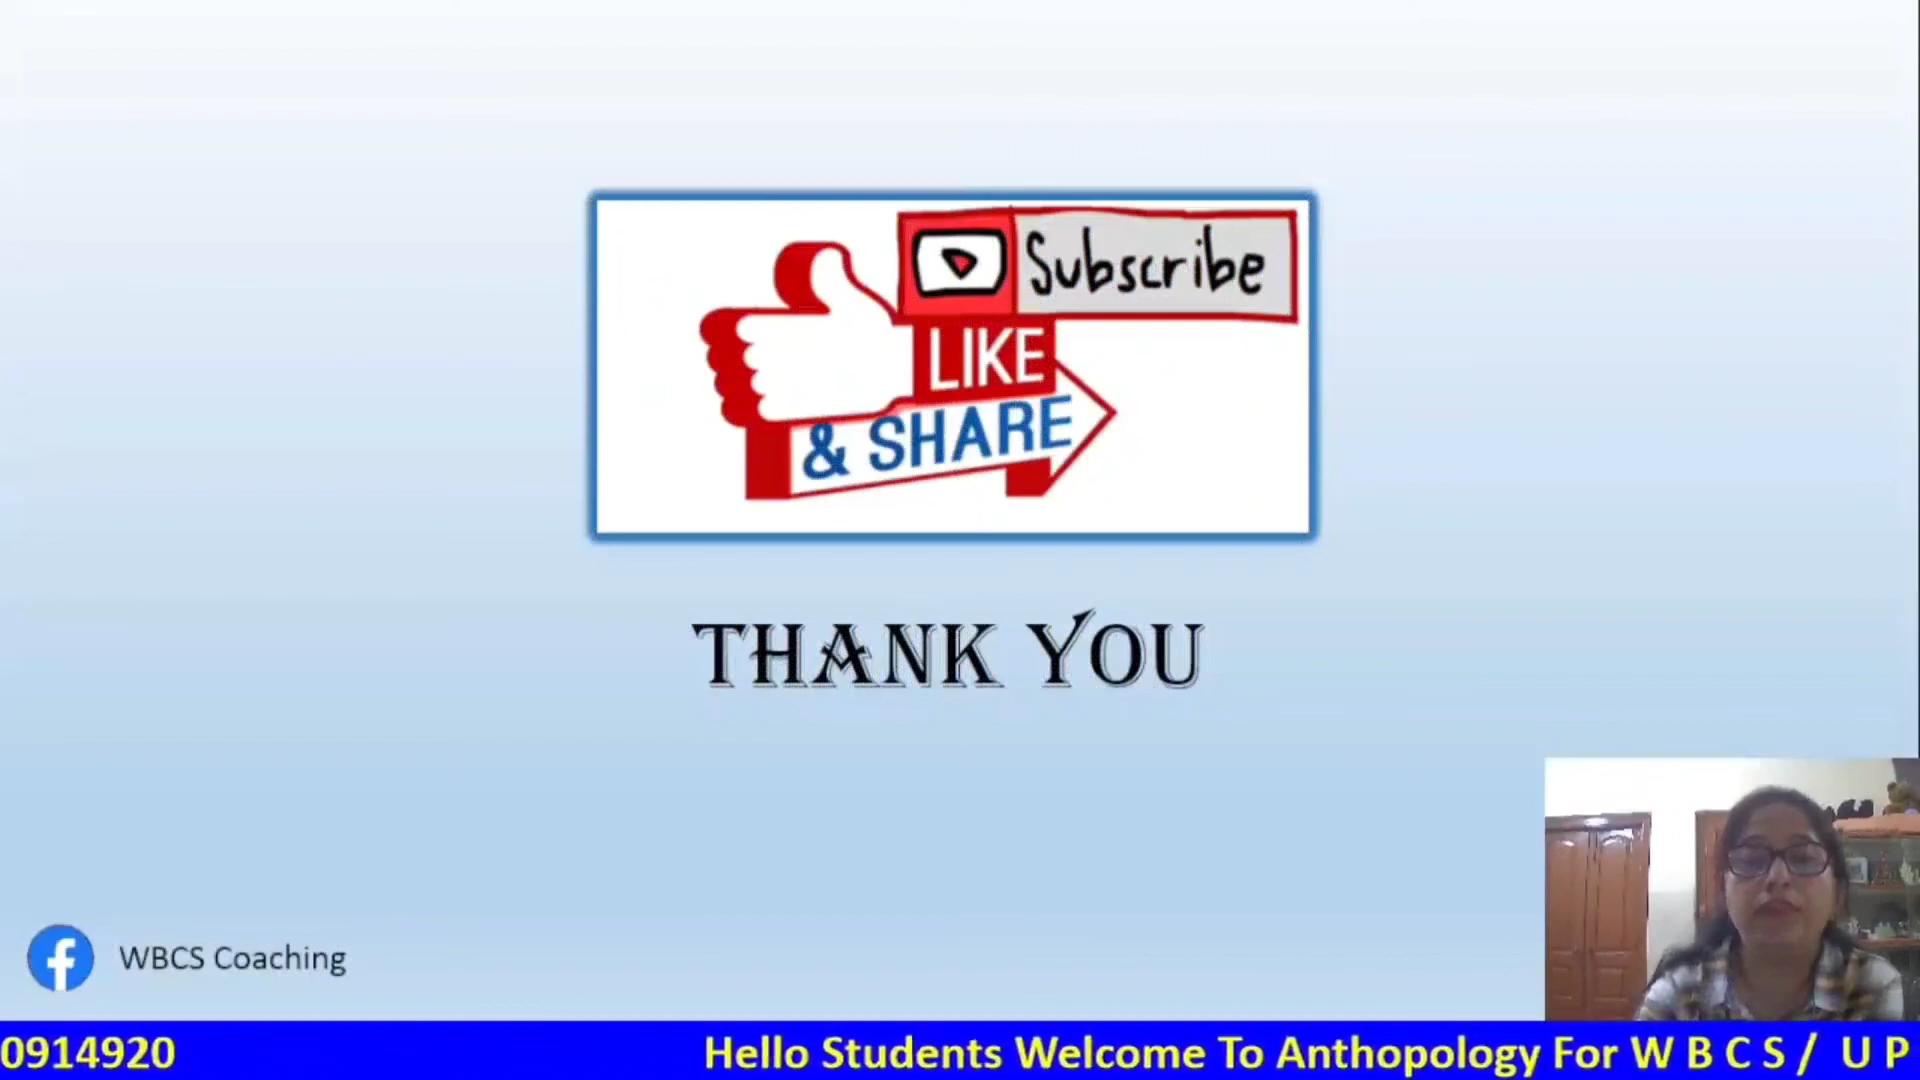 Subscribe
LIKE
& SHARE
THANK YOU
WBCS Coaching
0914920 Hello Students Welcome To Anthopology For W B C S / U P